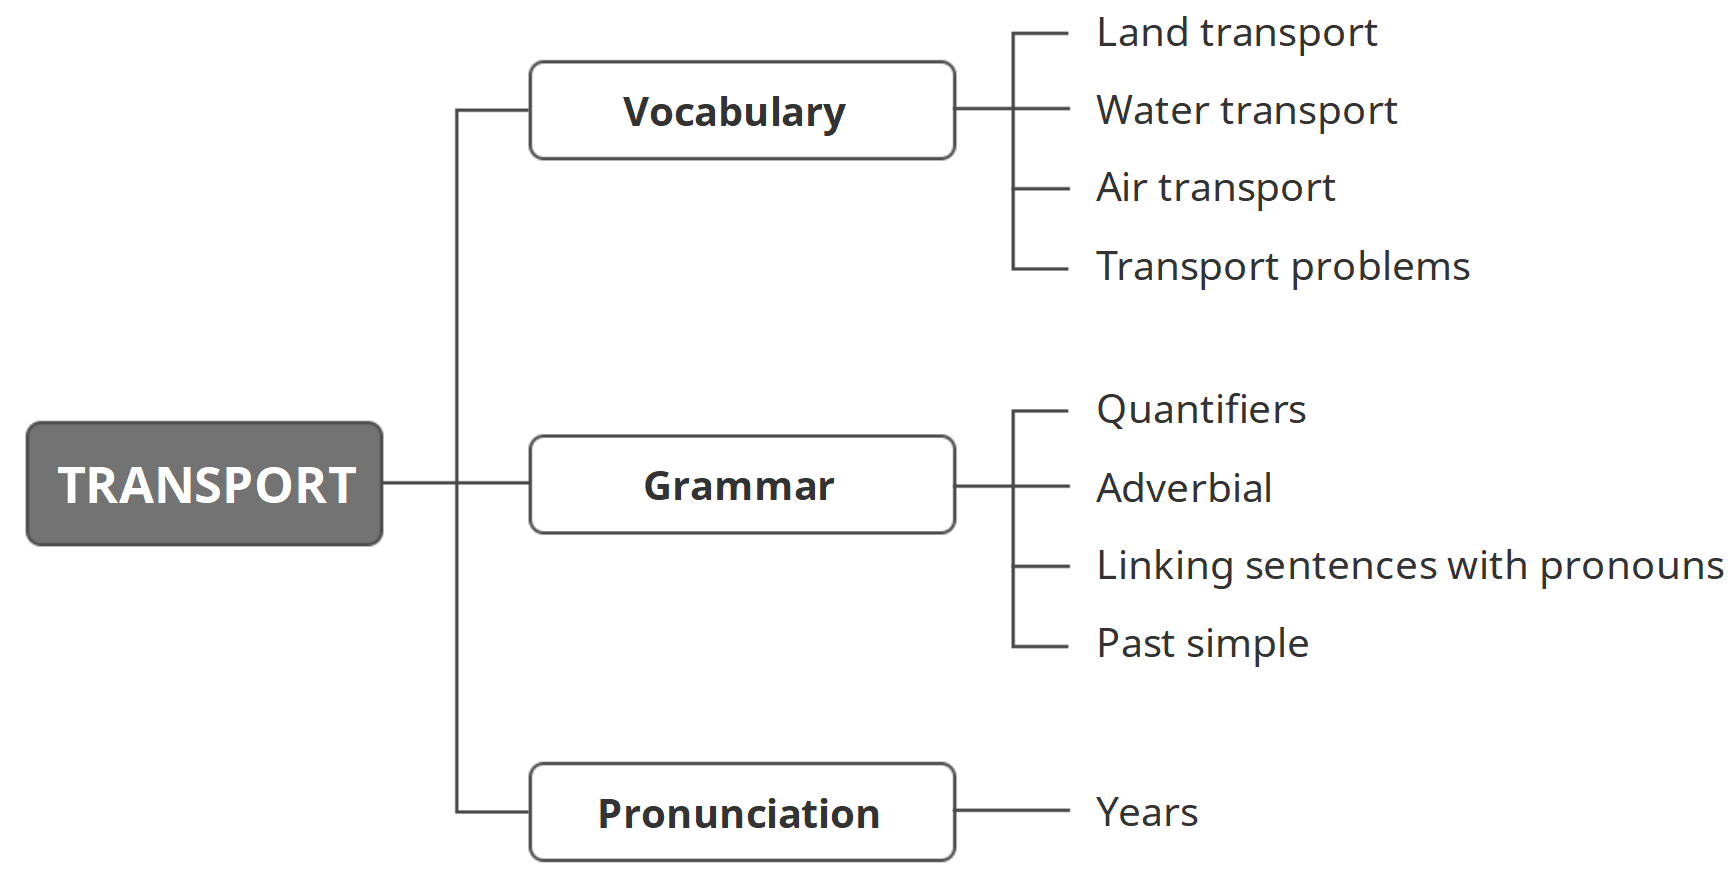 TRANSPORT
Vocabulary
Land transport
Water transport
Air transport
Transport problems
Grammar
Quantifiers
Adverbial
Linking sentences with pronouns
Past simple
Pronunciation
Years